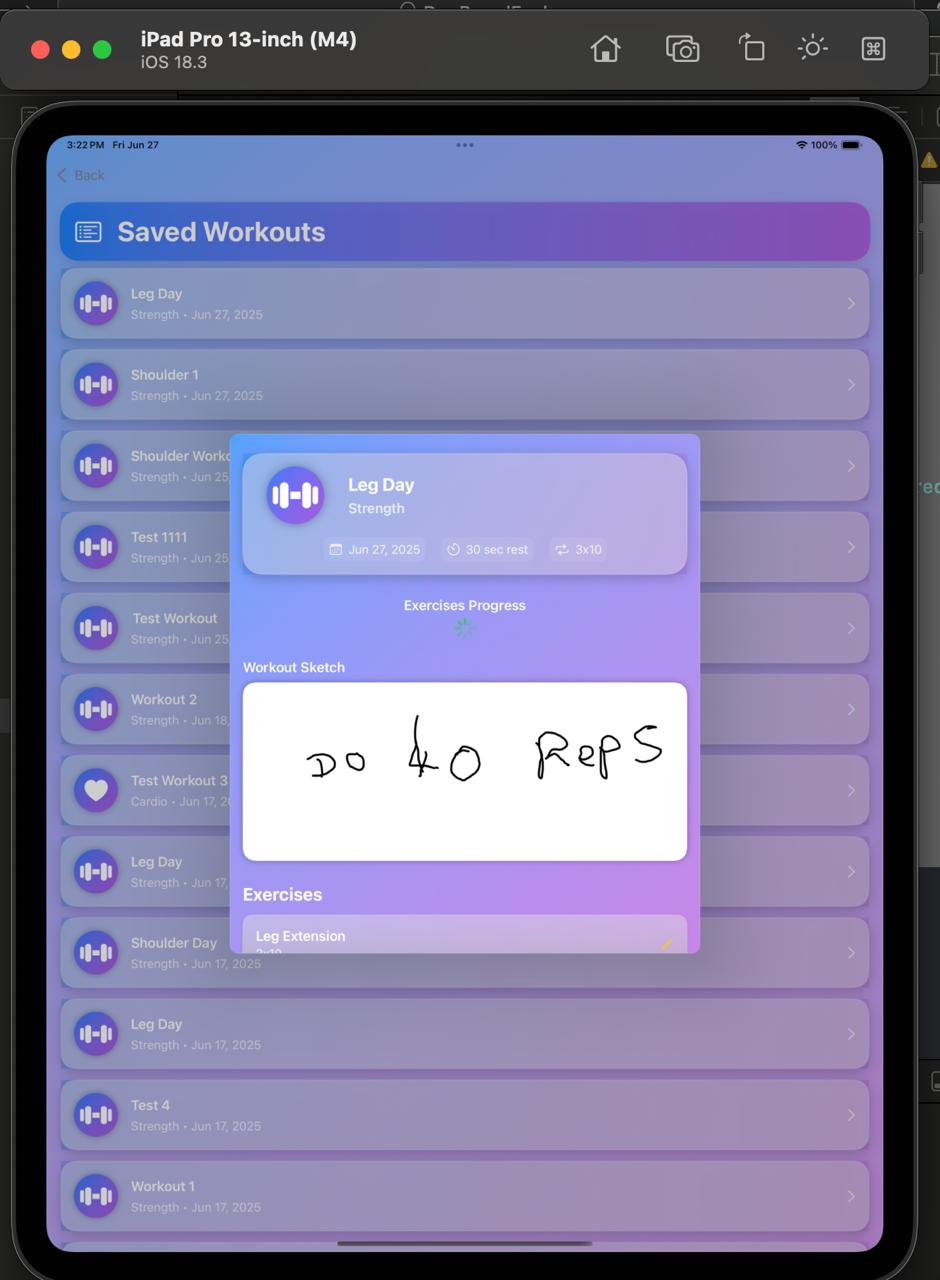 iPad Pro 13-inch (M4)
iOS 18.3
3:22 PM Fri Jun 27
100%
Back
Saved Workouts
Leg Day
Strength • Jun 27, 2025
Shoulder 1
Strength • Jun 27, 2025
Shoulder
Strength • Jun 25,
Test 1111
Strength • Jun 25,
Test Workout
Strength • Jun 25,
Workout 2
Strength • Jun 18,
Test Workout 3
Cardio • Jun 17,
Leg Day
Strength • Jun 17,
Shoulder Day
Strength • Jun 17, 2025
Leg Day
Strength • Jun 17, 2025
Test 4
Strength • Jun 17, 2025
Workout 1
Strength • Jun 17, 2025
Leg Day
Strength
Jun 27, 2025 30 sec rest 3x10
Exercises Progress
Workout Sketch
DO 40 RepS
Exercises
Leg Extension